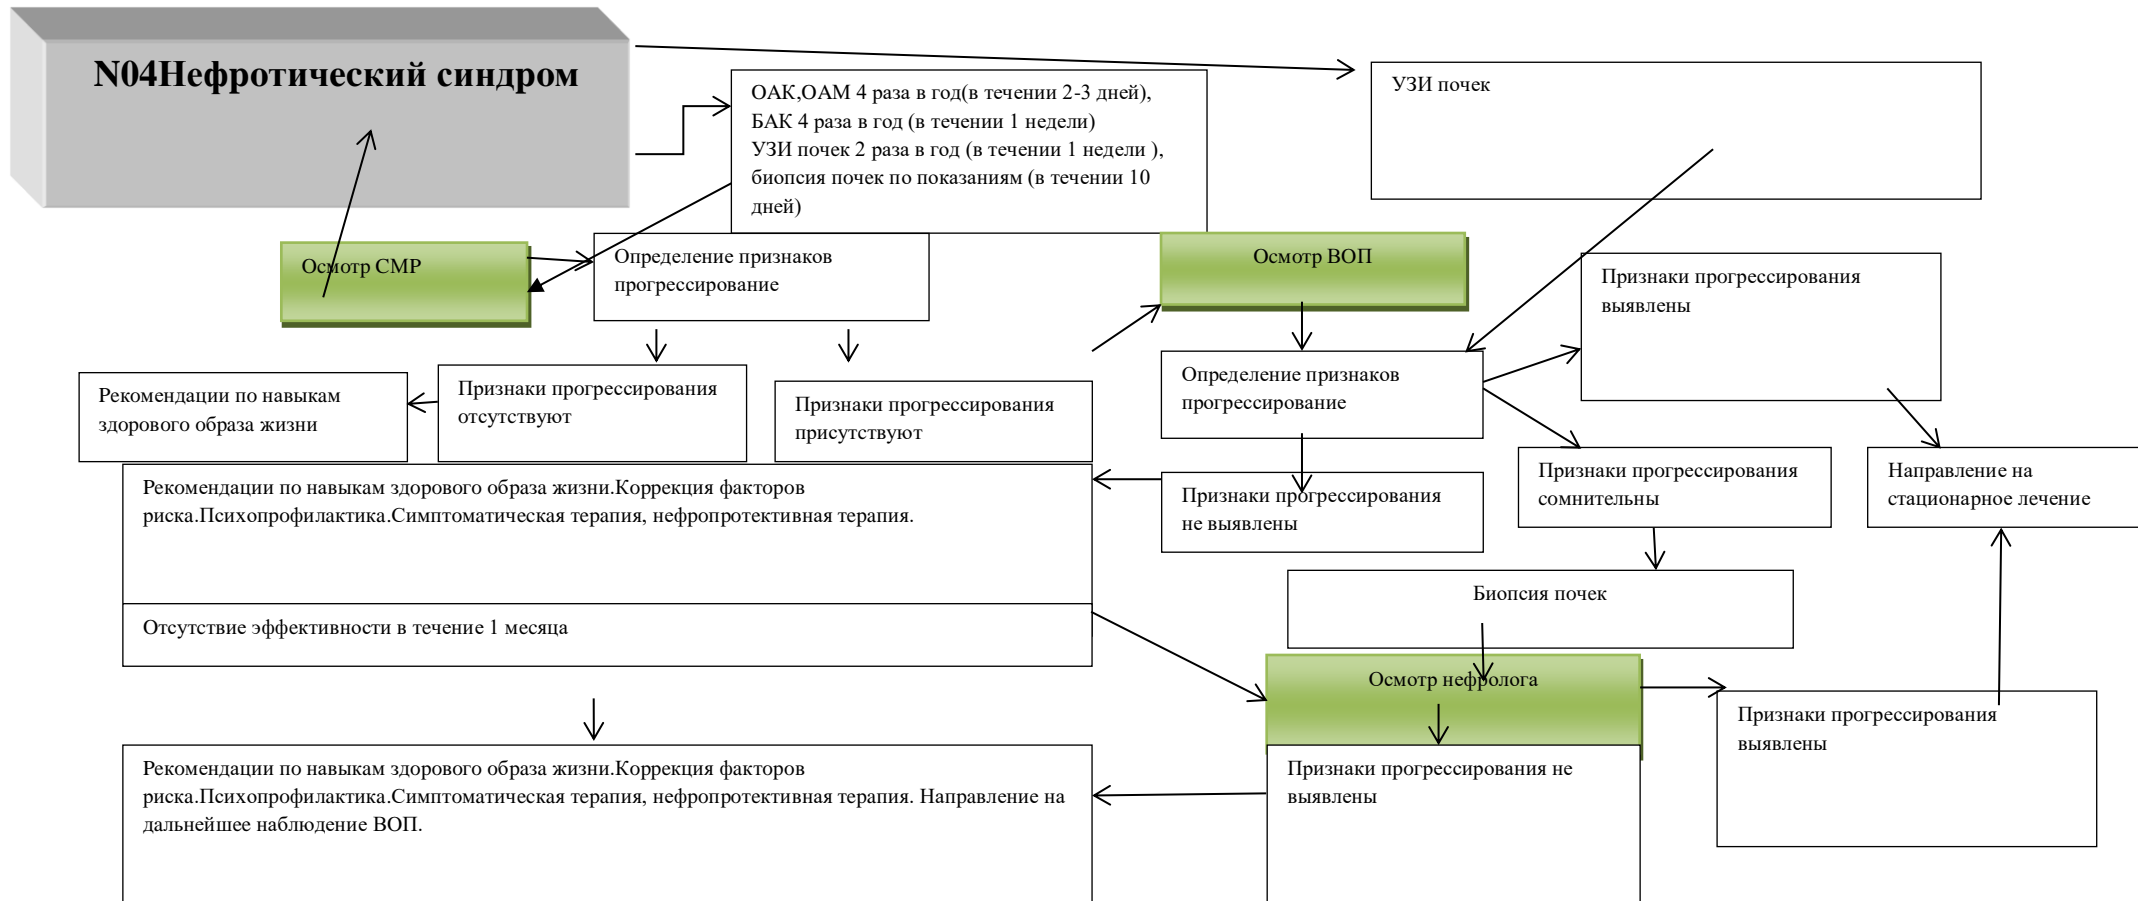 N04Нефротический синдром
ОАК,ОАМ 4 раза в год(в течении 2-3 дней),
БАК 4 раза в год (в течении 1 недели)
УЗИ почек 2 раза в год (в течении 1 недели ),
биопсия почек по показаниям (в течении 10
дней)
УЗИ почек
Осмотр СМР
Определение признаков
прогрессирование
Осмотр ВОП
Признаки прогрессирования
выявлены
Рекомендации по навыкам
здорового образа жизни
Признаки прогрессирования
отсутствуют
Признаки прогрессирования
присутствуют
Определение признаков
прогрессирование
Рекомендации по навыкам здорового образа жизни.Коррекция факторов
риска.Психопрофилактика.Симптоматическая терапия, нефропротективная терапия.
Признаки прогрессирования
не выявлены
Признаки прогрессирования
сомнительны
Направление на
стационарное лечение
Биопсия почек
Отсутствие эффективности в течение 1 месяца
Осмотр нефролога
Признаки прогрессирования
выявлены
Рекомендации по навыкам здорового образа жизни.Коррекция факторов
риска.Психопрофилактика.Симптоматическая терапия, нефропротективная терапия. Направление на
дальнейшее наблюдение ВОП.
Признаки прогрессирования не
выявлены